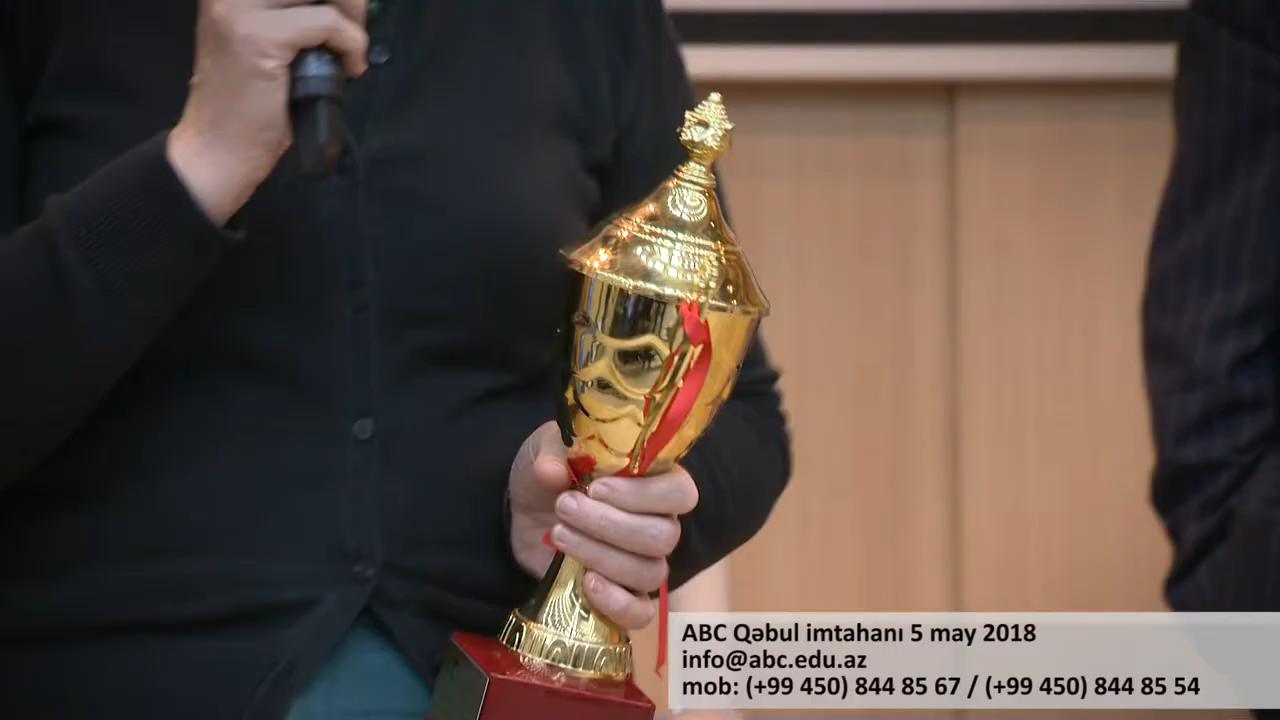 ABC Qəbul imtahanı 5 may 2018
info@abc.edu.az
mob: (+99 450) 844 85 67 / (+99 450) 844 85 54